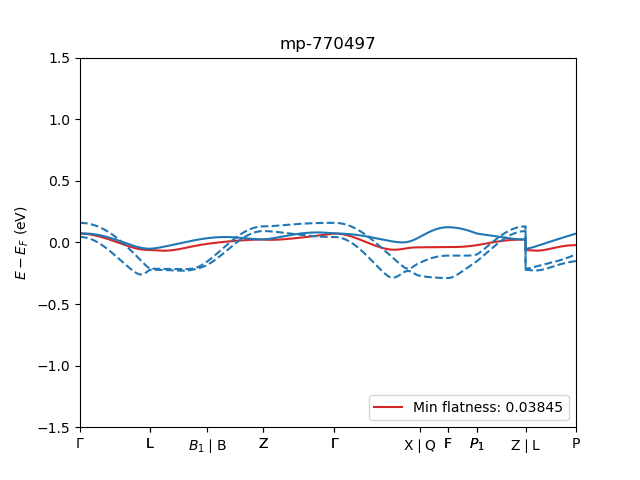 mp-770497
E − E_F (eV)
1.5
1.0
0.5
0.0
−0.5
−1.0
−1.5
Min flatness: 0.03845
Γ L B₁ | B Z Γ X | Q F P₁ Z | L P